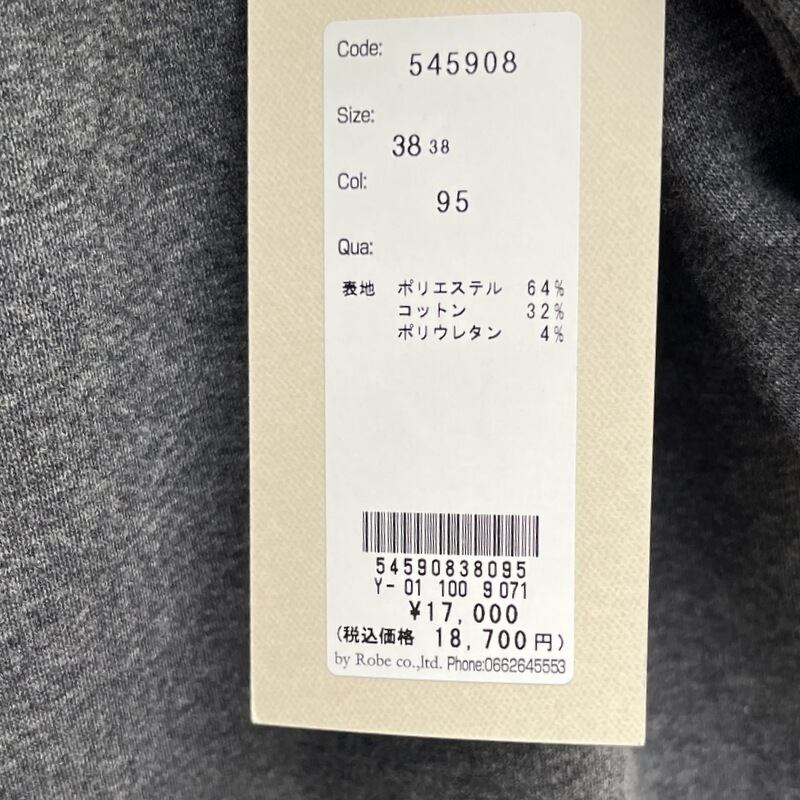 Code: 545908
Size: 38 38
Col: 95
Qua:
表地 ポリエステル 64%
コットン 32%
ポリウレタン 4%
54590838095
Y-01 100 9071
¥17,000
(税込価格 18,700円)
by Robe co.,ltd. Phone:0662645553